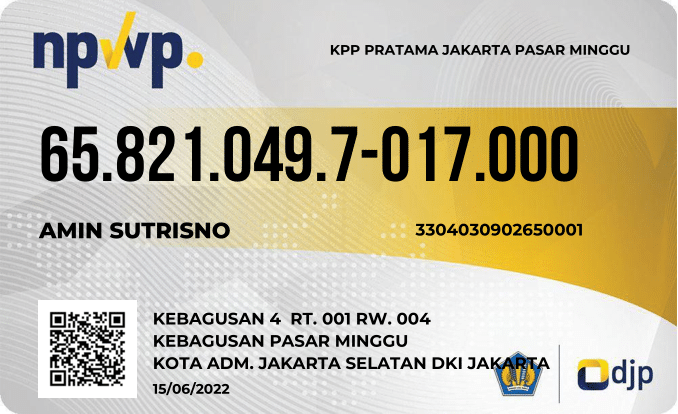 npwp.
KPP PRATAMA JAKARTA PASAR MINGGU
65.821.049.7-017.000
AMIN SUTRISNO
3304030902650001
KEBAGUSAN 4 RT. 001 RW. 004
KEBAGUSAN PASAR MINGGU
KOTA ADM. JAKARTA SELATAN DKI JAKARTA
15/06/2022
djp